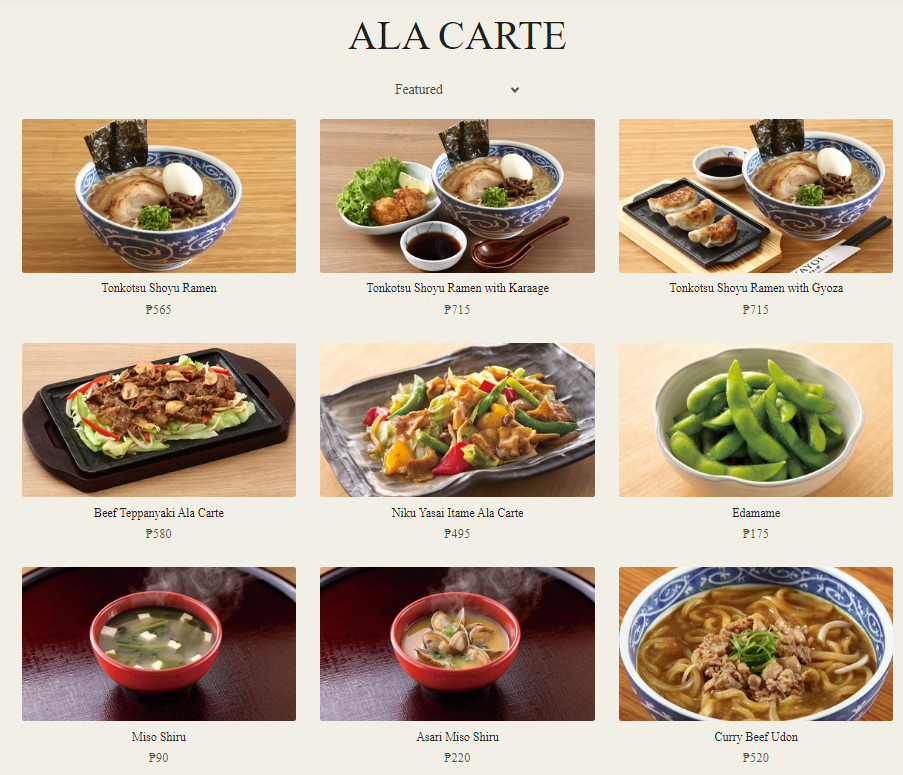 ALA CARTE
Featured
Tonkotsu Shoyu Ramen
₱565
Tonkotsu Shoyu Ramen with Karaage
₱715
Tonkotsu Shoyu Ramen with Gyoza
₱715
YAYOI
Beef Teppanyaki Ala Carte
₱580
Niku Yasai Itame Ala Carte
₱495
Edamame
₱175
Miso Shiru
₱90
Asari Miso Shiru
₱220
Curry Beef Udon
₱520